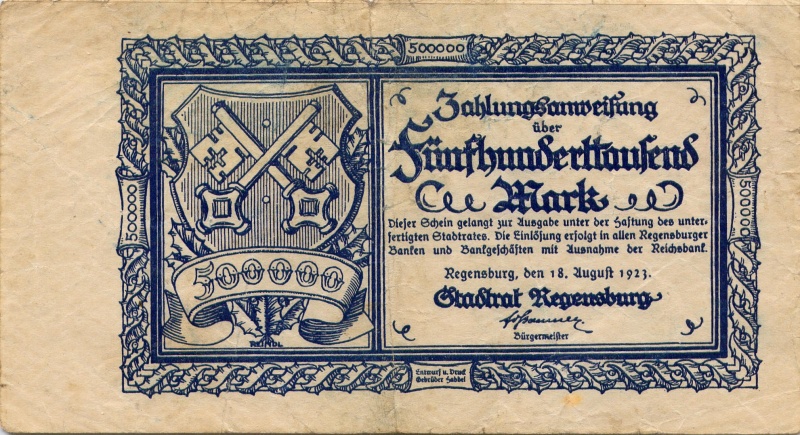 500000
Zahlungsanweisung
über
Fünfhunderttausend
Mark
Dieser Schein gelangt zur Ausgabe unter der Haftung des unter-
fertigten Stadtrates. Die Einlösung erfolgt in allen Regensburger
Banken und Bankgeschäften mit Ausnahme der Reichsbank.
Regensburg, den 18. August 1923.
Stadtrat Regensburg
Bürgermeister
500000
500000
500000
REINDL
Entwurf u. Druck
Gebrüder Habbel